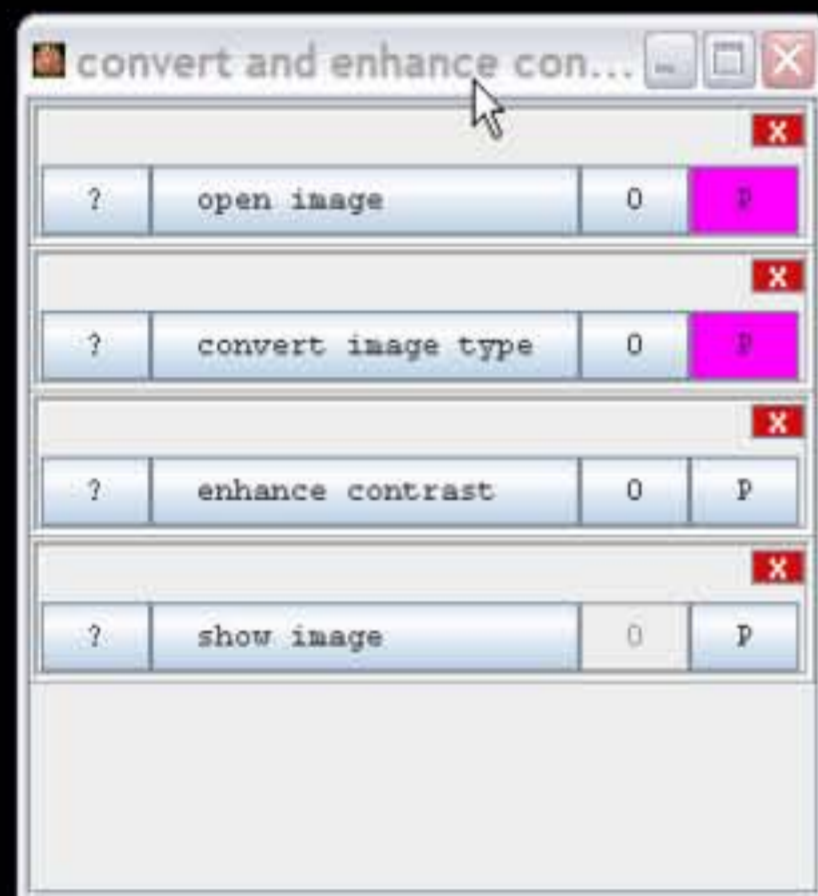 convert and enhance con...
X
? open image O P
X
? convert image type O P
X
? enhance contrast O P
X
? show image O P